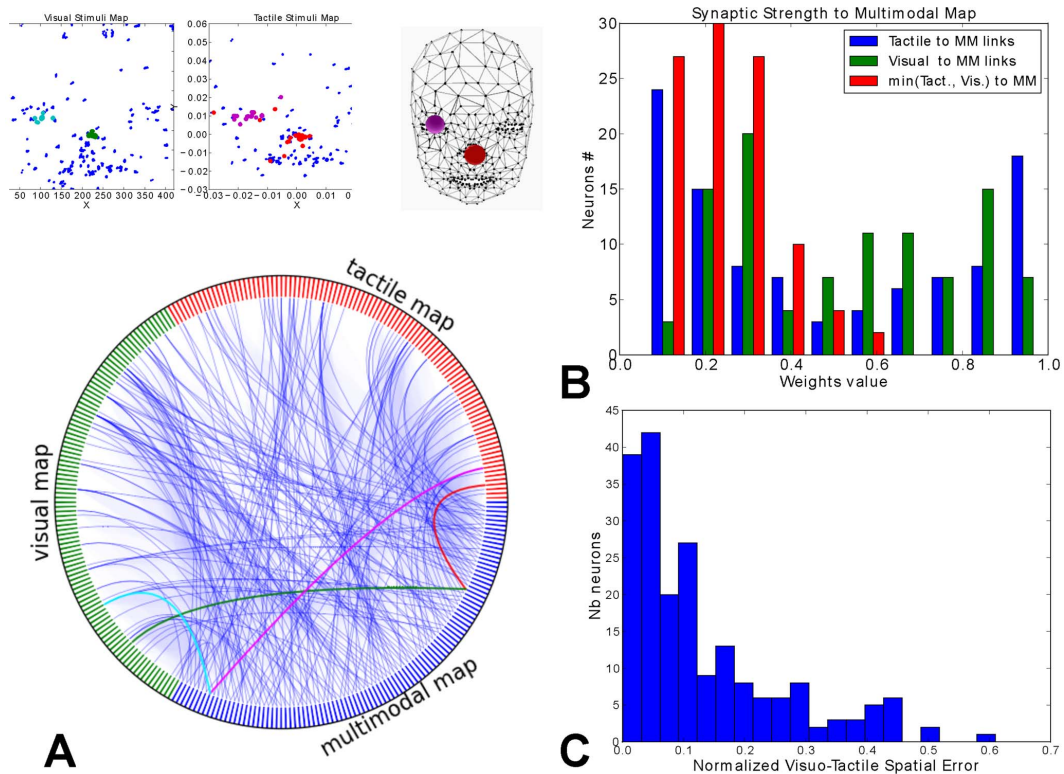 Visual Stimuli Map
50 100 150 200 250 300 350 400
X
Tactile Stimuli Map
0.06
0.05
0.04
0.03
0.02
0.01
0.00
−0.01
−0.02
−0.03
−0.03 −0.02 −0.01 0.00 0.01 0
X
tactile map
visual map
multimodal map
A
Synaptic Strength to Multimodal Map
Tactile to MM links
Visual to MM links
min(Tact., Vis.) to MM
Neurons #
30
25
20
15
10
5
0
0.0 0.2 0.4 0.6 0.8 1.0
Weights value
B
Nb neurons
45
40
35
30
25
20
15
10
5
0
0.0 0.1 0.2 0.3 0.4 0.5 0.6 0.7
Normalized Visuo-Tactile Spatial Error
C